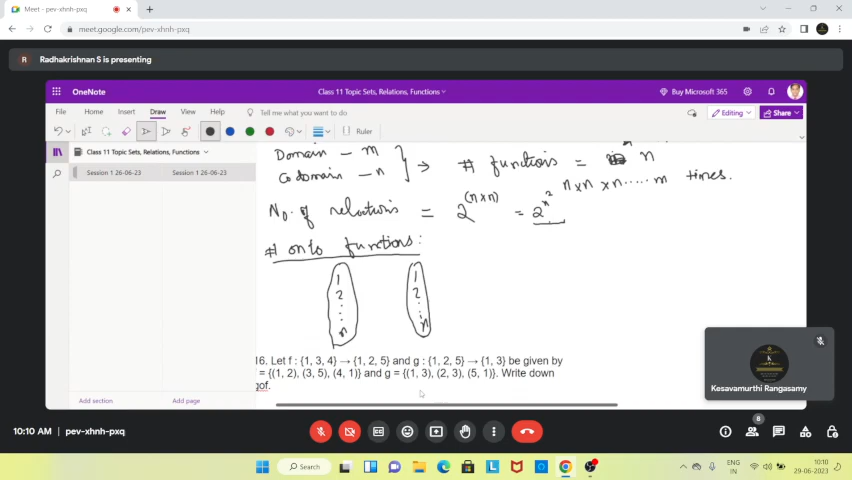 Meet - pev-xhnh-pxq
meet.google.com/pev-xhnh-pxq
R Radhakrishnan S is presenting
OneNote
Class 11 Topic Sets, Relations, Functions
Buy Microsoft 365
File Home Insert Draw View Help Tell me what you want to do
Editing Share
Ruler
Class 11 Topic Sets, Relations, Functions
Session 1 26-06-23 Session 1 26-06-23
Domain - m
Codomain - n } → # functions = n
n×n×n.....m times.
No. of relations = 2^(n×n) = 2^n^2
# onto functions:
1 1
2 2
: :
n n
16. Let f : {1, 3, 4} → {1, 2, 5} and g : {1, 2, 5} → {1, 3} be given by
= {(1, 2), (3, 5), (4, 1)} and g = {(1, 3), (2, 3), (5, 1)}. Write down
gof.
Add section Add page
Kesavamurthi Rangasamy
10:10 AM | pev-xhnh-pxq
8
Search
ENG
IN
10:10
29-06-2023